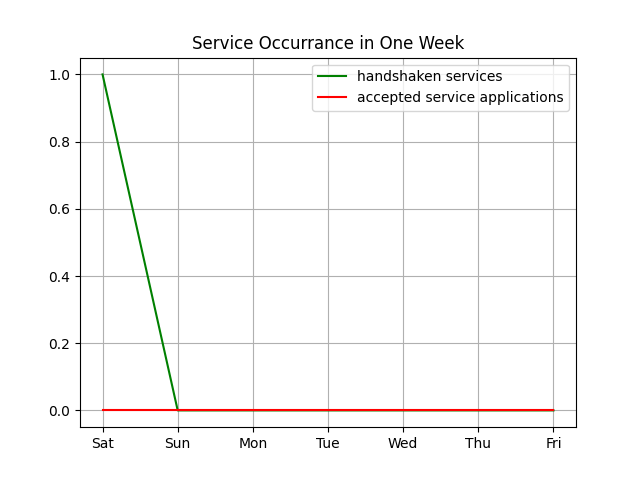 Service Occurrance in One Week
handshaken services
accepted service applications
1.0
0.8
0.6
0.4
0.2
0.0
Sat Sun Mon Tue Wed Thu Fri